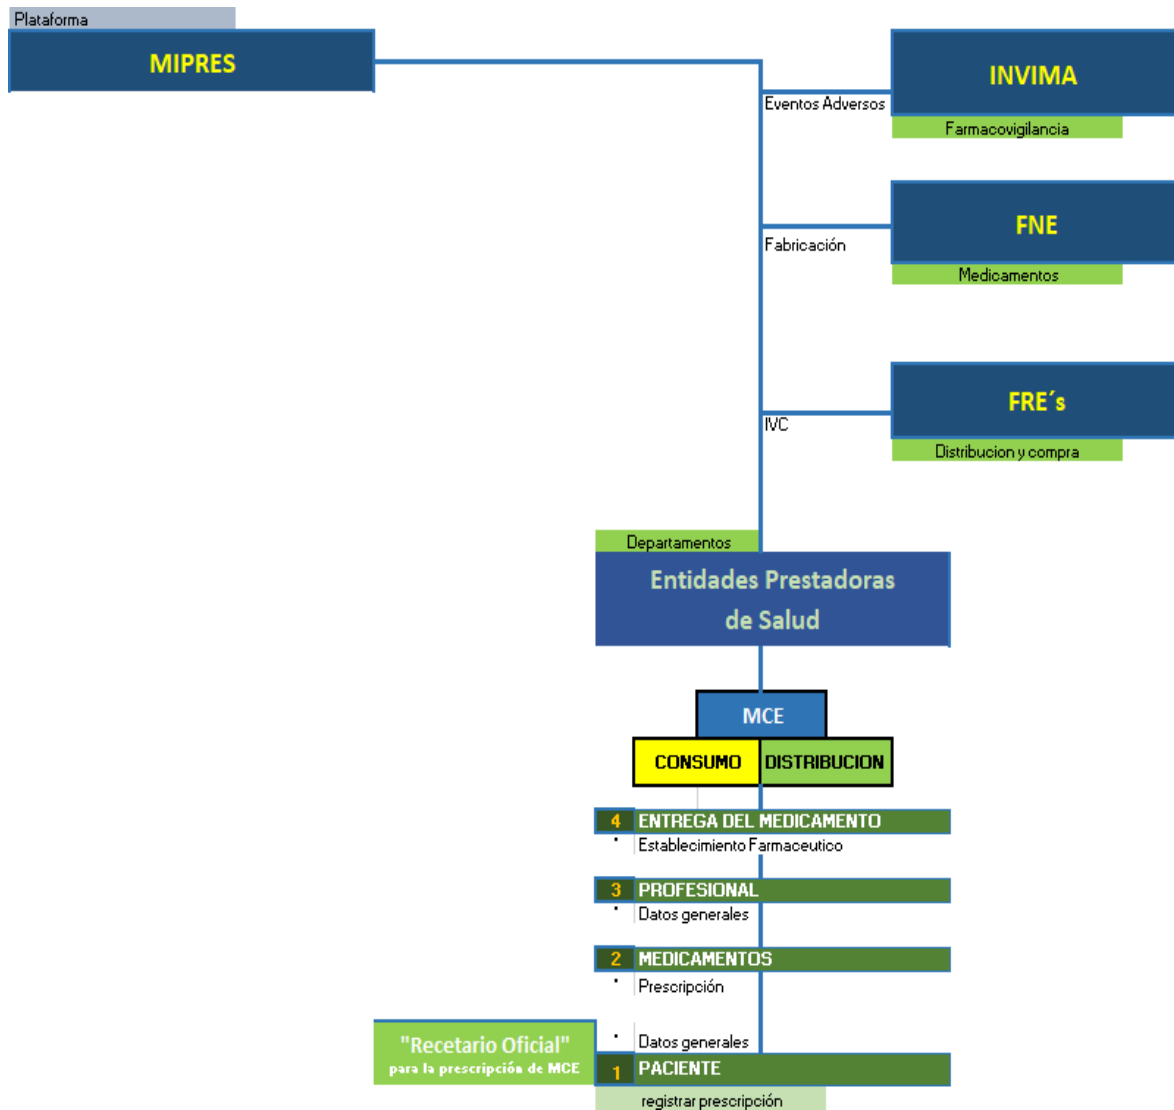 Plataforma
MIPRES
INVIMA
Eventos Adversos
Farmacovigilancia
FNE
Fabricación
Medicamentos
FRE´s
IVC
Distribucion y compra
Departamentos
Entidades Prestadoras
de Salud
MCE
CONSUMO DISTRIBUCION
4 ENTREGA DEL MEDICAMENTO
· Establecimiento Farmaceutico
3 PROFESIONAL
· Datos generales
2 MEDICAMENTOS
· Prescripción
· Datos generales
"Recetario Oficial"
para la prescripción de MCE
1 PACIENTE
registrar prescripción